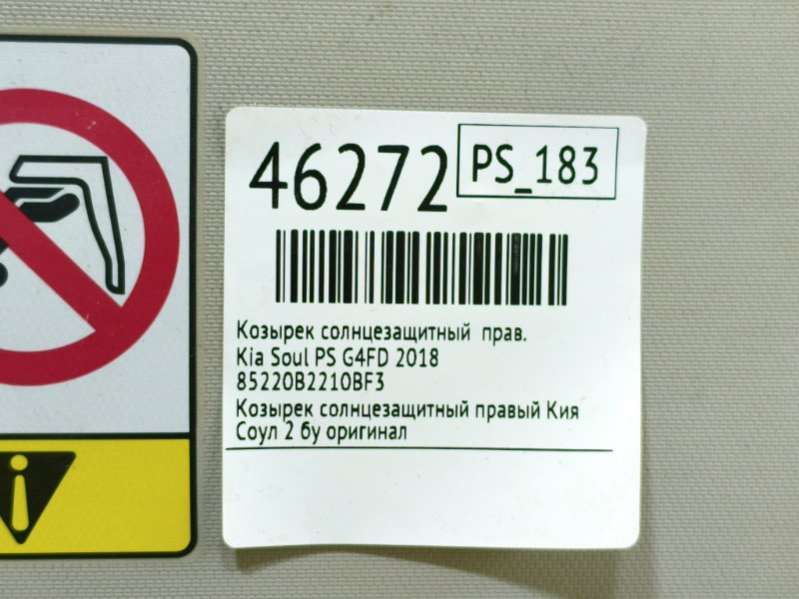 46272
PS_183
Козырек солнцезащитный прав.
Kia Soul PS G4FD 2018
85220B2210BF3
Козырек солнцезащитный правый Кия
Соул 2 бу оригинал